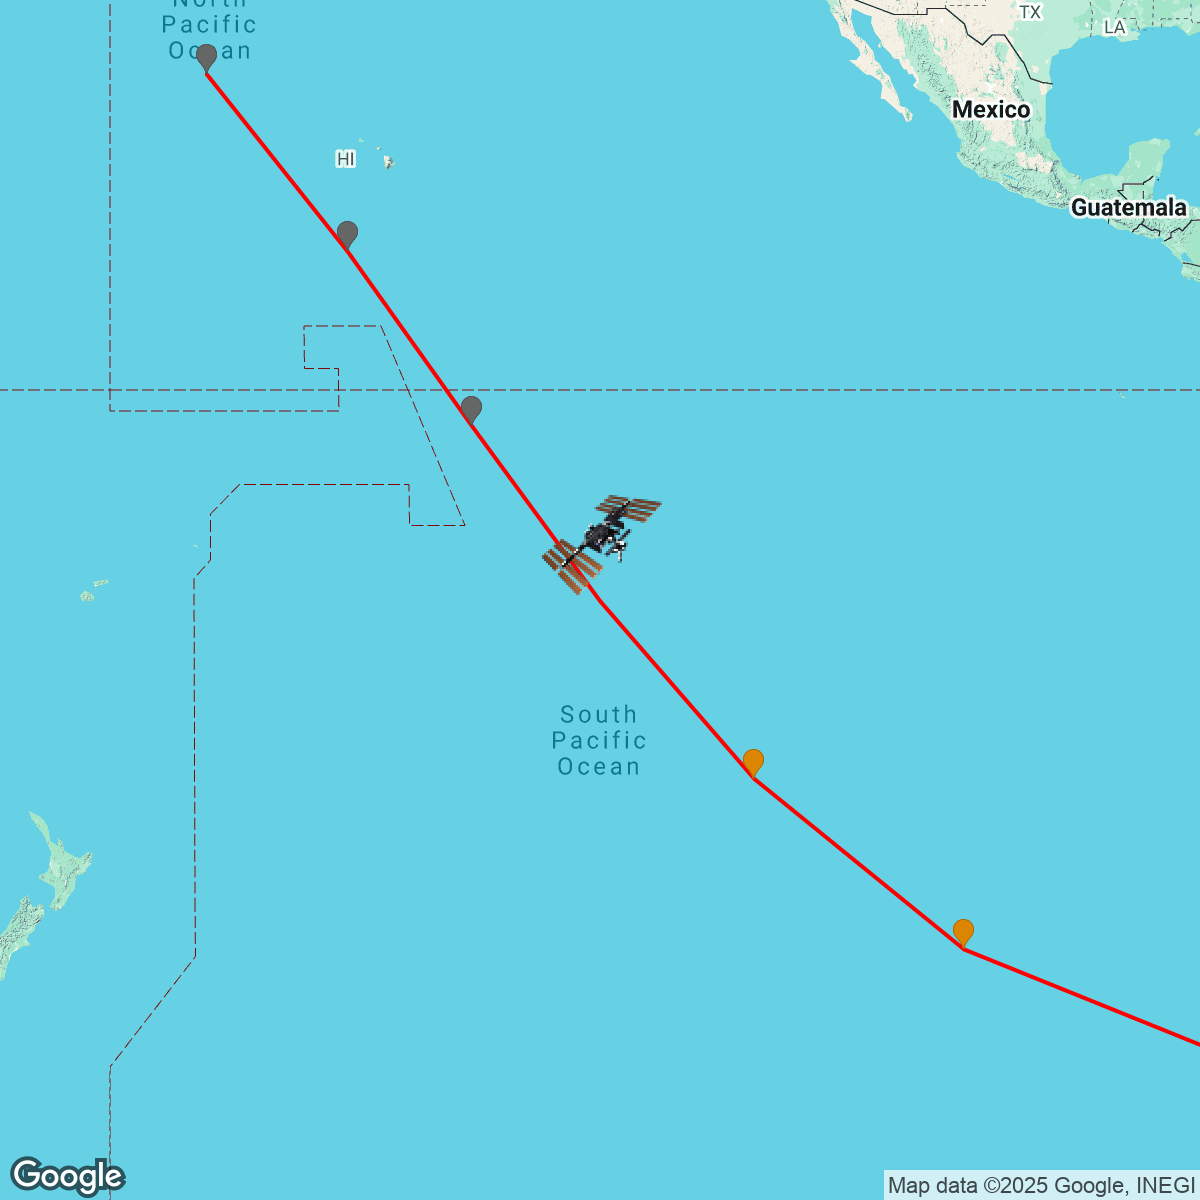 North
Pacific
Ocean
HI
TX
LA
Mexico
Guatemala
South
Pacific
Ocean
Google
Map data ©2025 Google, INEGI